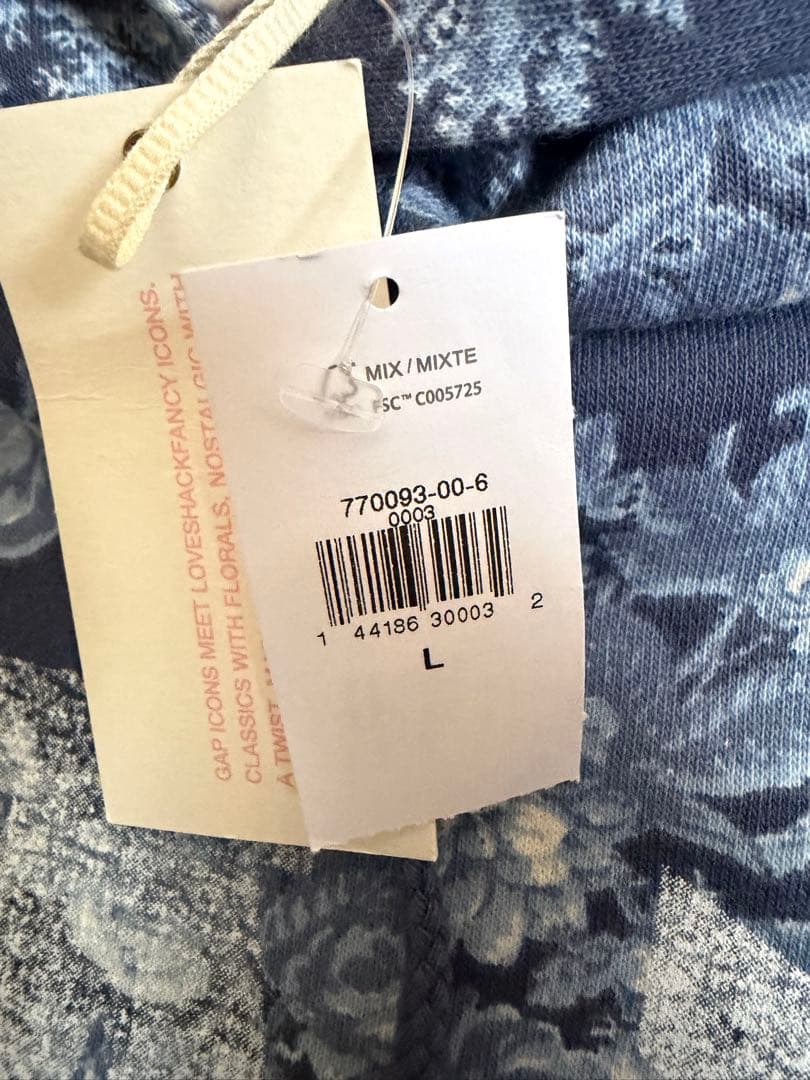 GAP ICONS MEET LOVESHACKFANCY ICONS.
CLASSICS WITH FLORALS, NOSTALGIC WITH
A TWIST
MIX / MIXTE
FSC™ C005725
770093-00-6
0003
1 44186 30003 2
L